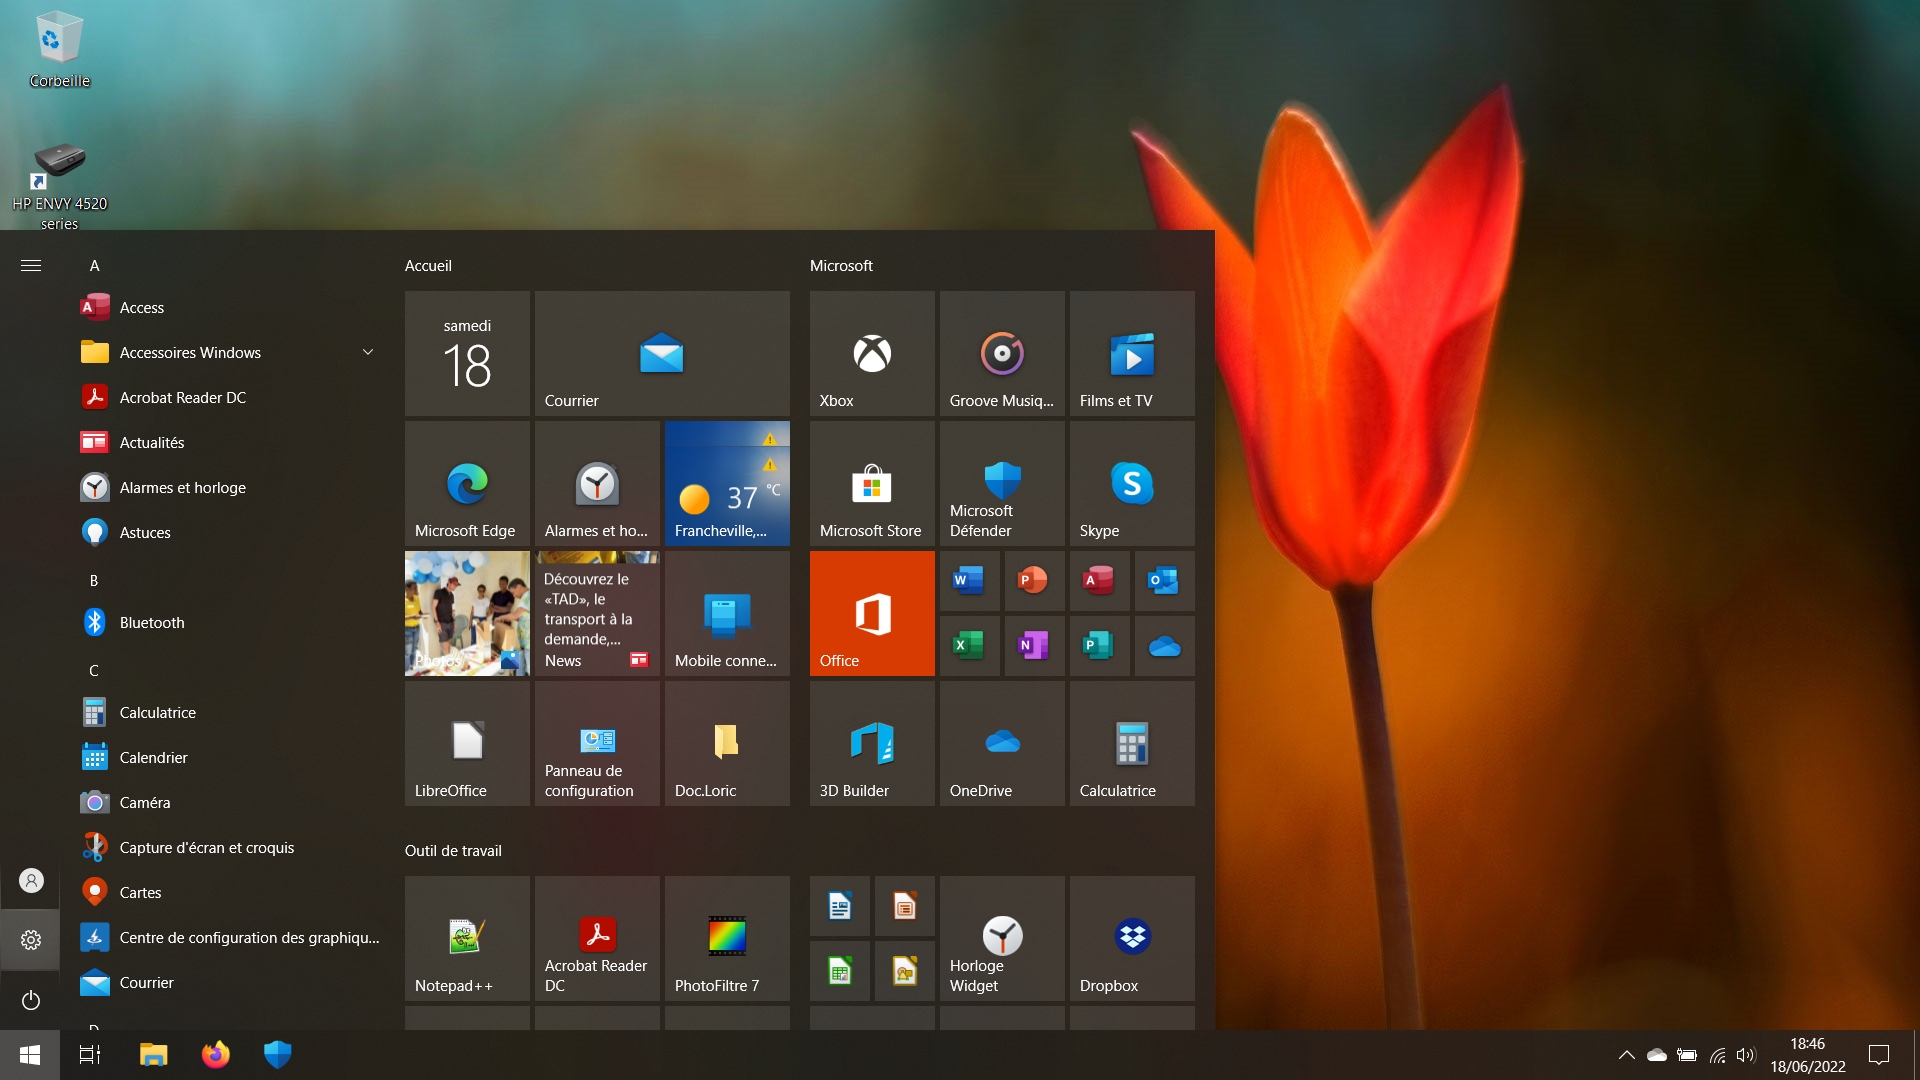 Corbeille
HP ENVY 4520
series
A
Access
Accessoires Windows
Acrobat Reader DC
Actualités
Alarmes et horloge
Astuces
B
Bluetooth
C
Calculatrice
Calendrier
Caméra
Capture d'écran et croquis
Cartes
Centre de configuration des graphiqu...
Courrier
Accueil
samedi
18
Courrier
Microsoft Edge
Alarmes et ho...
37 °C
Francheville,...
Photos
Découvrez le
«TAD», le
transport à la
demande,...
News
Mobile conne...
LibreOffice
Panneau de
configuration
Doc.Loric
Microsoft
Xbox
Groove Musiq...
Films et TV
Microsoft Store
Microsoft
Défender
Skype
Office
3D Builder
OneDrive
Calculatrice
Outil de travail
Notepad++
Acrobat Reader
DC
PhotoFiltre 7
Horloge
Widget
Dropbox
18:46
18/06/2022